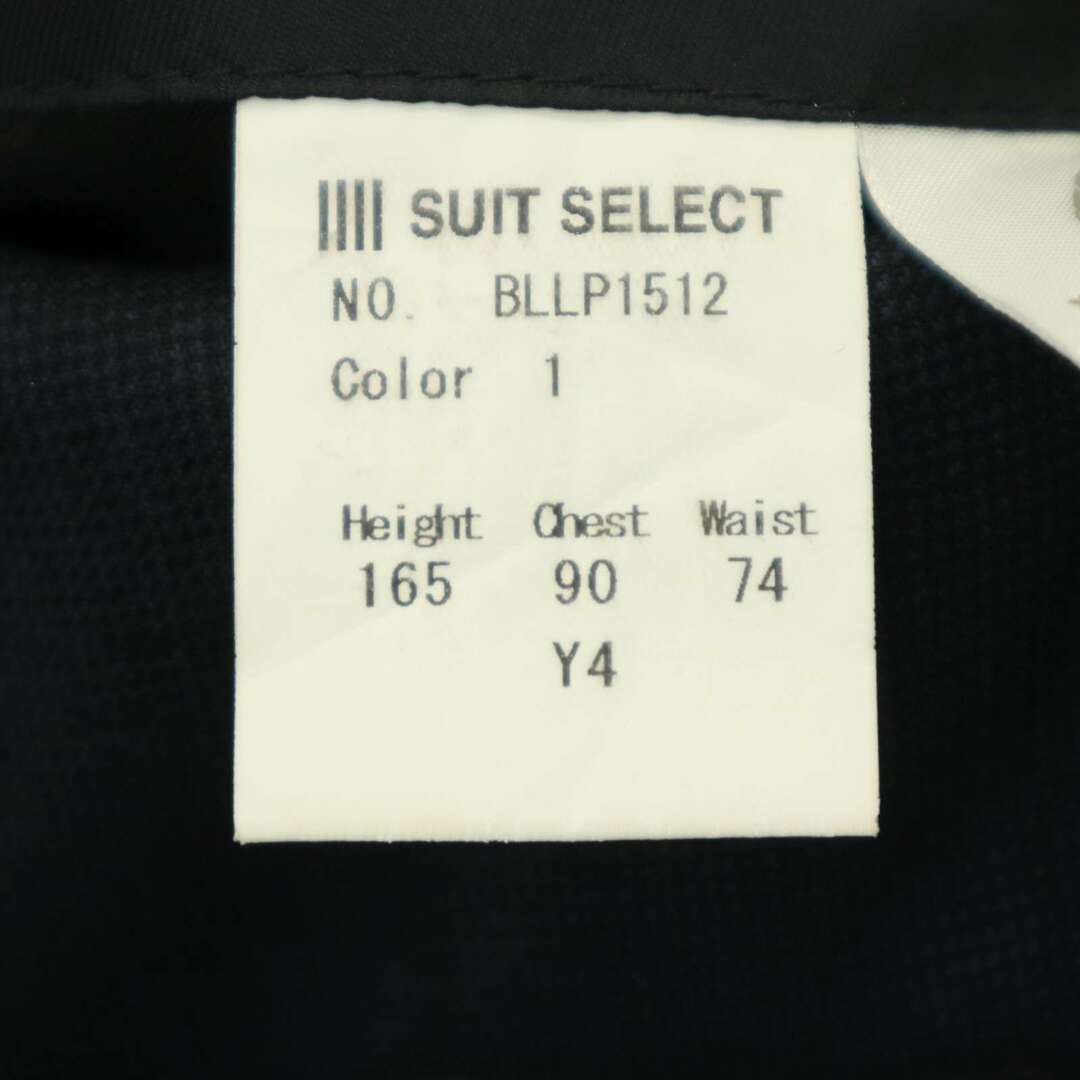 SUIT SELECT
NO. BLLP1512
Color 1
Height Chest Waist
165 90 74
Y4